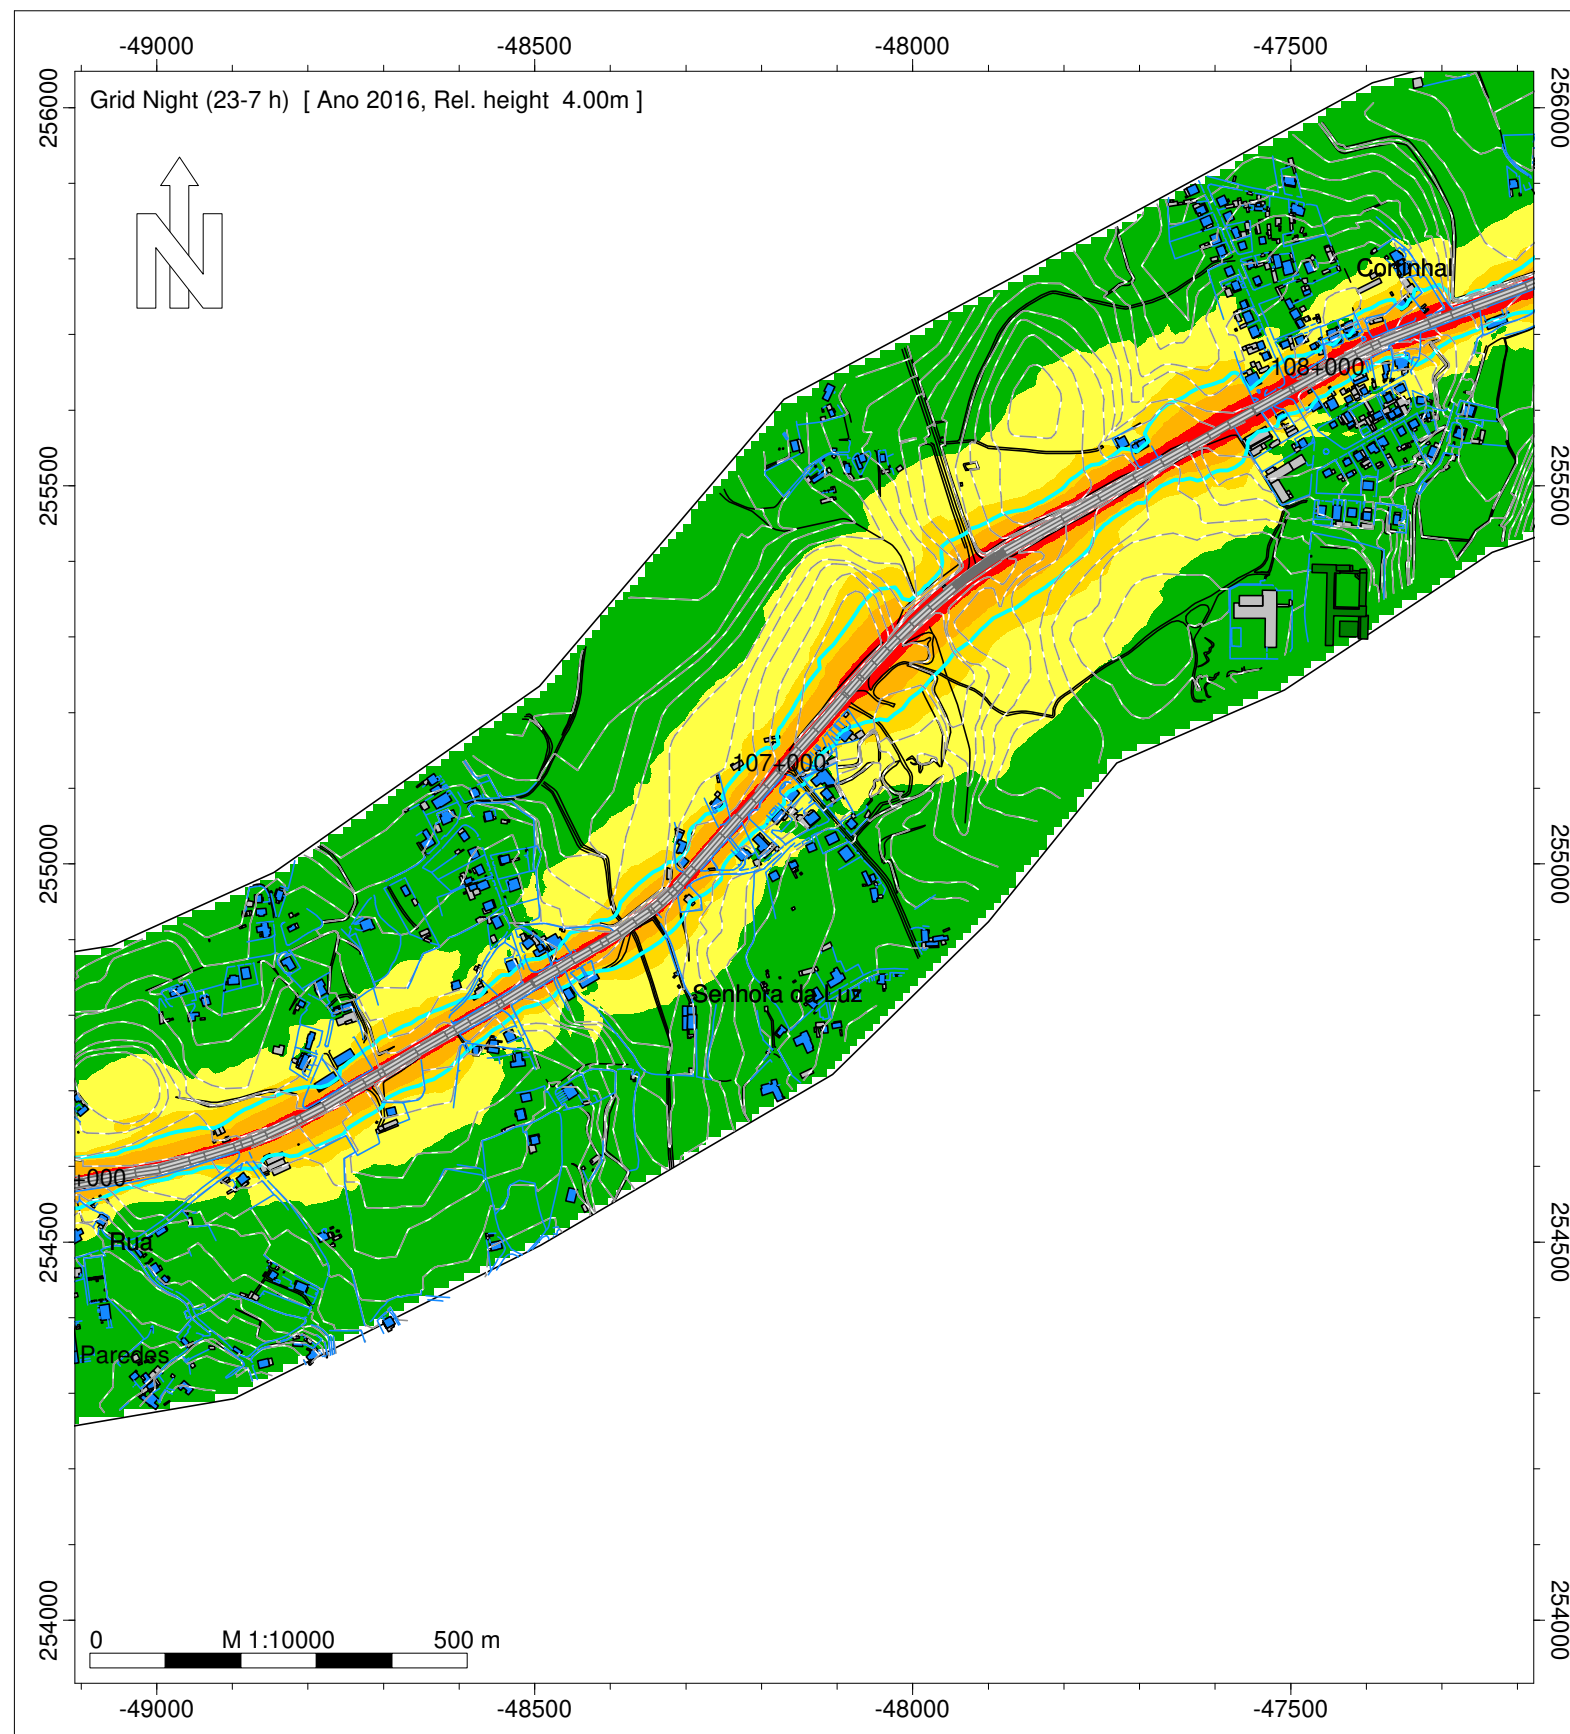 -49000 -48500 -48000 -47500
256000 256000
Grid Night (23-7 h) [ Ano 2016, Rel. height 4.00m ]
N
Cortinhal
108+000
255500 255500
107+000
255000 255000
Senhora da Luz
+000
Rua
254500 254500
Paredes
254000 254000
0 M 1:10000 500 m
-49000 -48500 -48000 -47500